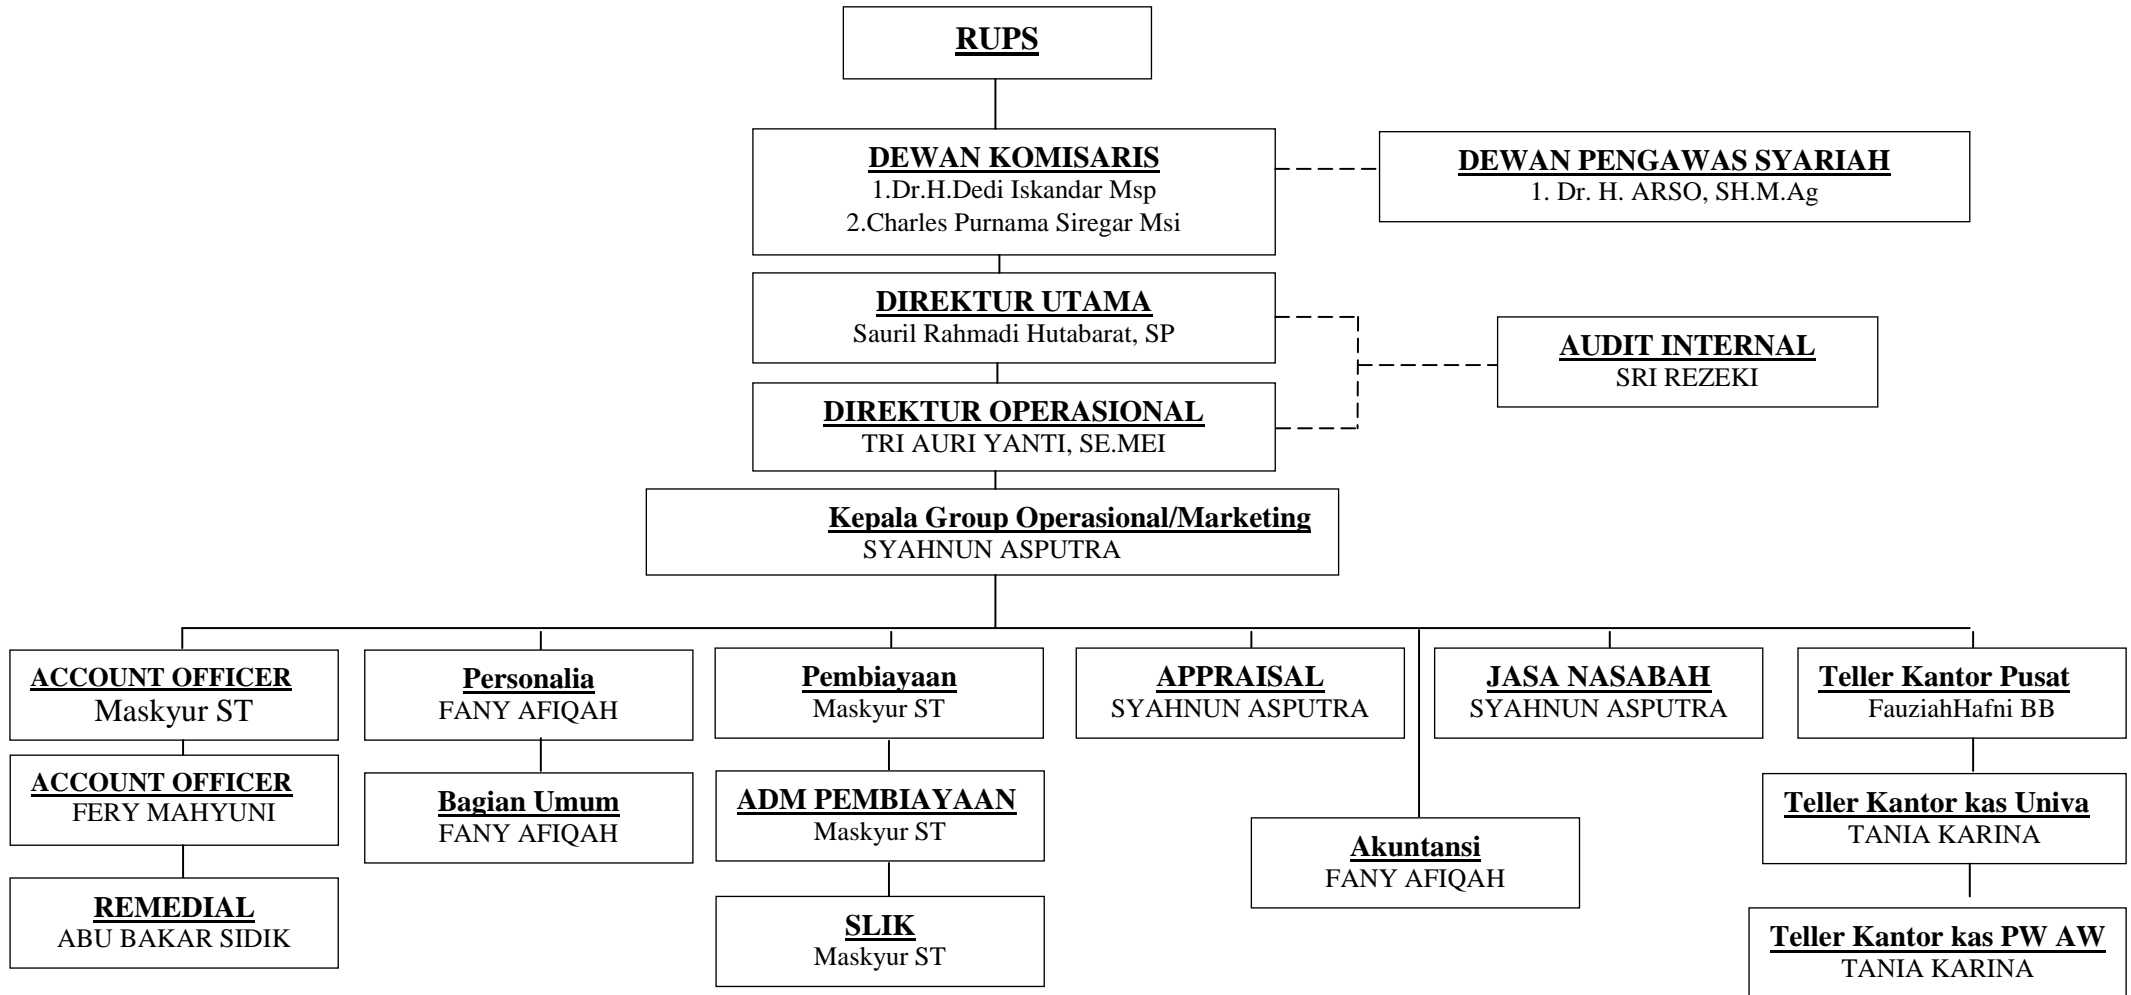 RUPS
DEWAN KOMISARIS
1.Dr.H.Dedi Iskandar Msp
2.Charles Purnama Siregar Msi
DEWAN PENGAWAS SYARIAH
1. Dr. H. ARSO, SH.M.Ag
DIREKTUR UTAMA
Sauril Rahmadi Hutabarat, SP
AUDIT INTERNAL
SRI REZEKI
DIREKTUR OPERASIONAL
TRI AURI YANTI, SE.MEI
Kepala Group Operasional/Marketing
SYAHNUN ASPUTRA
ACCOUNT OFFICER
Maskyur ST
Personalia
FANY AFIQAH
Pembiayaan
Maskyur ST
APPRAISAL
SYAHNUN ASPUTRA
JASA NASABAH
SYAHNUN ASPUTRA
Teller Kantor Pusat
FauziahHafni BB
ACCOUNT OFFICER
FERY MAHYUNI
Bagian Umum
FANY AFIQAH
ADM PEMBIAYAAN
Maskyur ST
Akuntansi
FANY AFIQAH
Teller Kantor kas Univa
TANIA KARINA
REMEDIAL
ABU BAKAR SIDIK
SLIK
Maskyur ST
Teller Kantor kas PW AW
TANIA KARINA